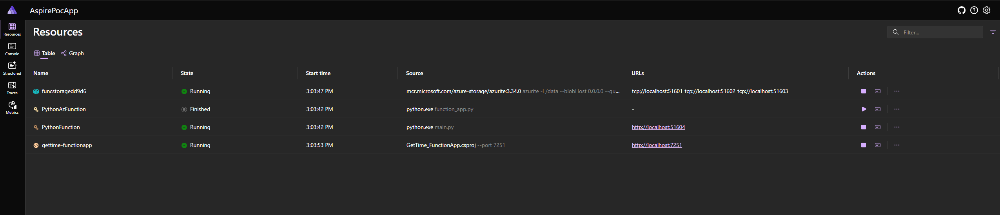 AspirePocApp
Resources
Console
Structured
Traces
Metrics
Resources
Filter...
Table Graph
Name State Start time Source URLs Actions
funcstoragedd9d6 Running 3:03:47 PM mcr.microsoft.com/azure-storage/azurite:3.34.0 azurite -l /data --blobHost 0.0.0.0 --qu... tcp://localhost:51601 tcp://localhost:51602 tcp://localhost:51603
PythonAzFunction Finished 3:03:42 PM python.exe function_app.py -
PythonFunction Running 3:03:42 PM python.exe main.py http://localhost:51604
gettime-functionapp Running 3:03:53 PM GetTime_FunctionApp.csproj --port 7251 http://localhost:7251